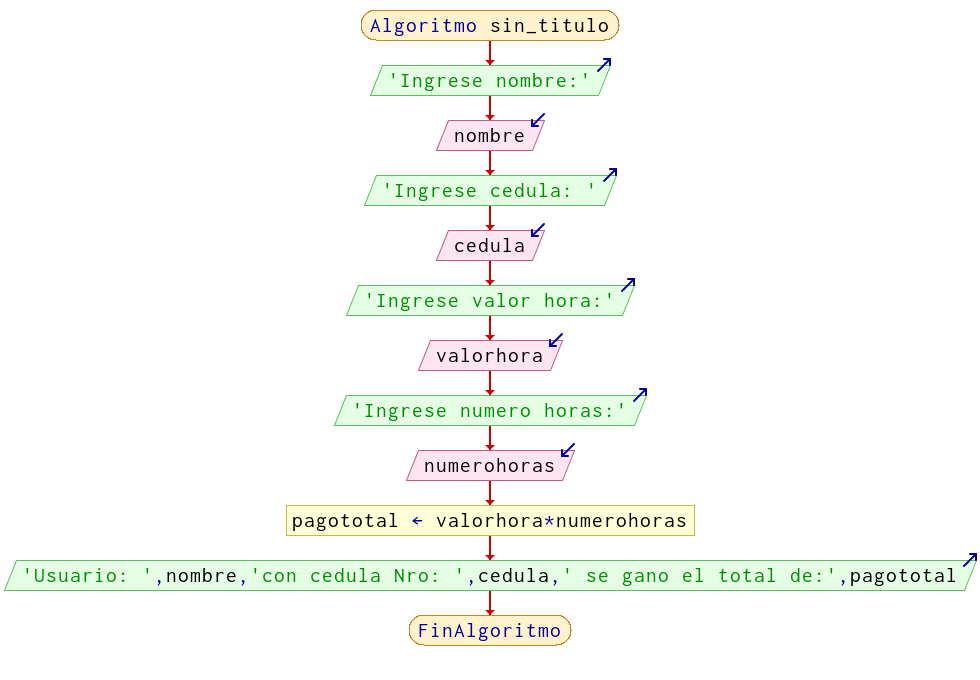 Algoritmo sin_titulo
'Ingrese nombre:'
nombre
'Ingrese cedula: '
cedula
'Ingrese valor hora:'
valorhora
'Ingrese numero horas:'
numerohoras
pagototal ← valorhora*numerohoras
'Usuario: ',nombre,'con cedula Nro: ',cedula,' se gano el total de:',pagototal
FinAlgoritmo